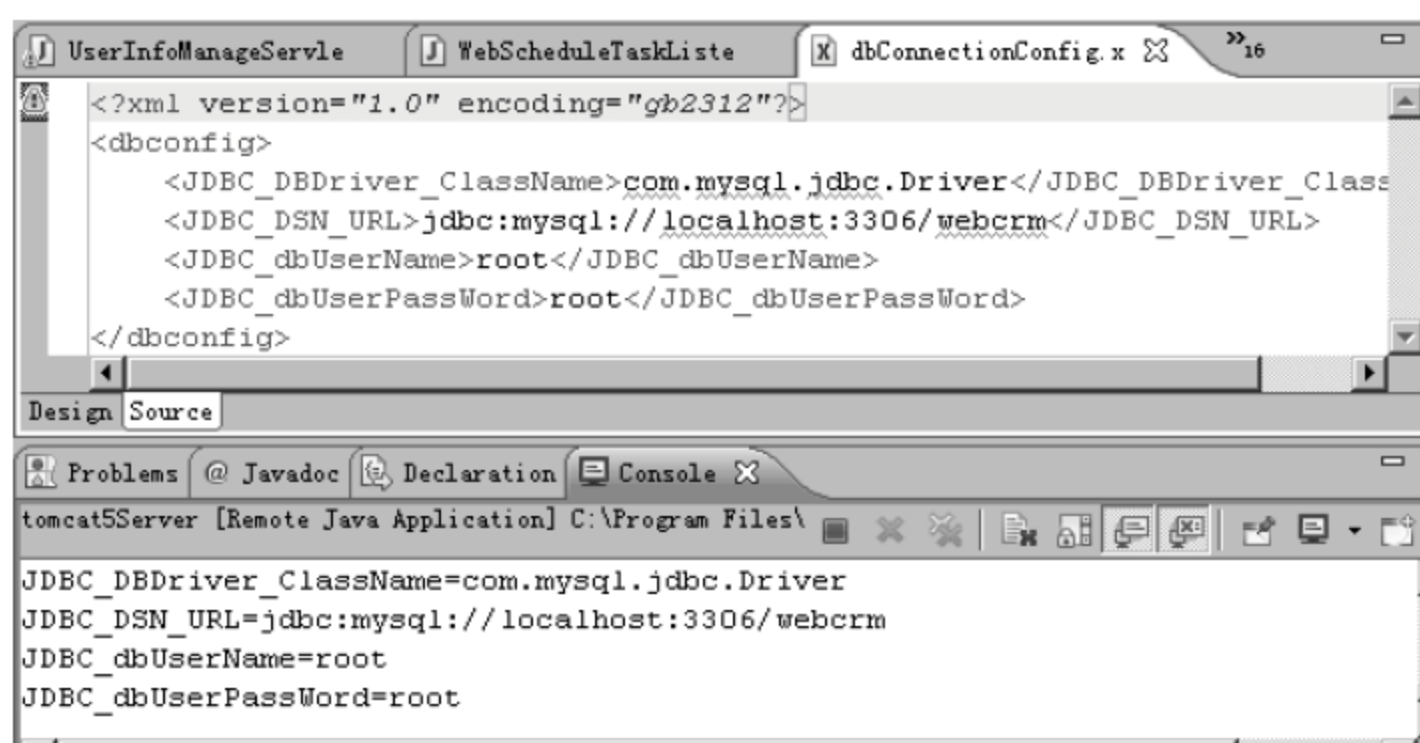 UserInfoManageServle WebScheduleTaskListe dbConnectionConfig.x »16
<?xml version="1.0" encoding="gb2312"?>
<dbconfig>
<JDBC_DBDriver_ClassName>com.mysql.jdbc.Driver</JDBC_DBDriver_Class
<JDBC_DSN_URL>jdbc:mysql://localhost:3306/webcrm</JDBC_DSN_URL>
<JDBC_dbUserName>root</JDBC_dbUserName>
<JDBC_dbUserPassWord>root</JDBC_dbUserPassWord>
</dbconfig>
Design Source
Problems @ Javadoc Declaration Console
tomcat5Server [Remote Java Application] C:\Program Files\
JDBC_DBDriver_ClassName=com.mysql.jdbc.Driver
JDBC_DSN_URL=jdbc:mysql://localhost:3306/webcrm
JDBC_dbUserName=root
JDBC_dbUserPassWord=root